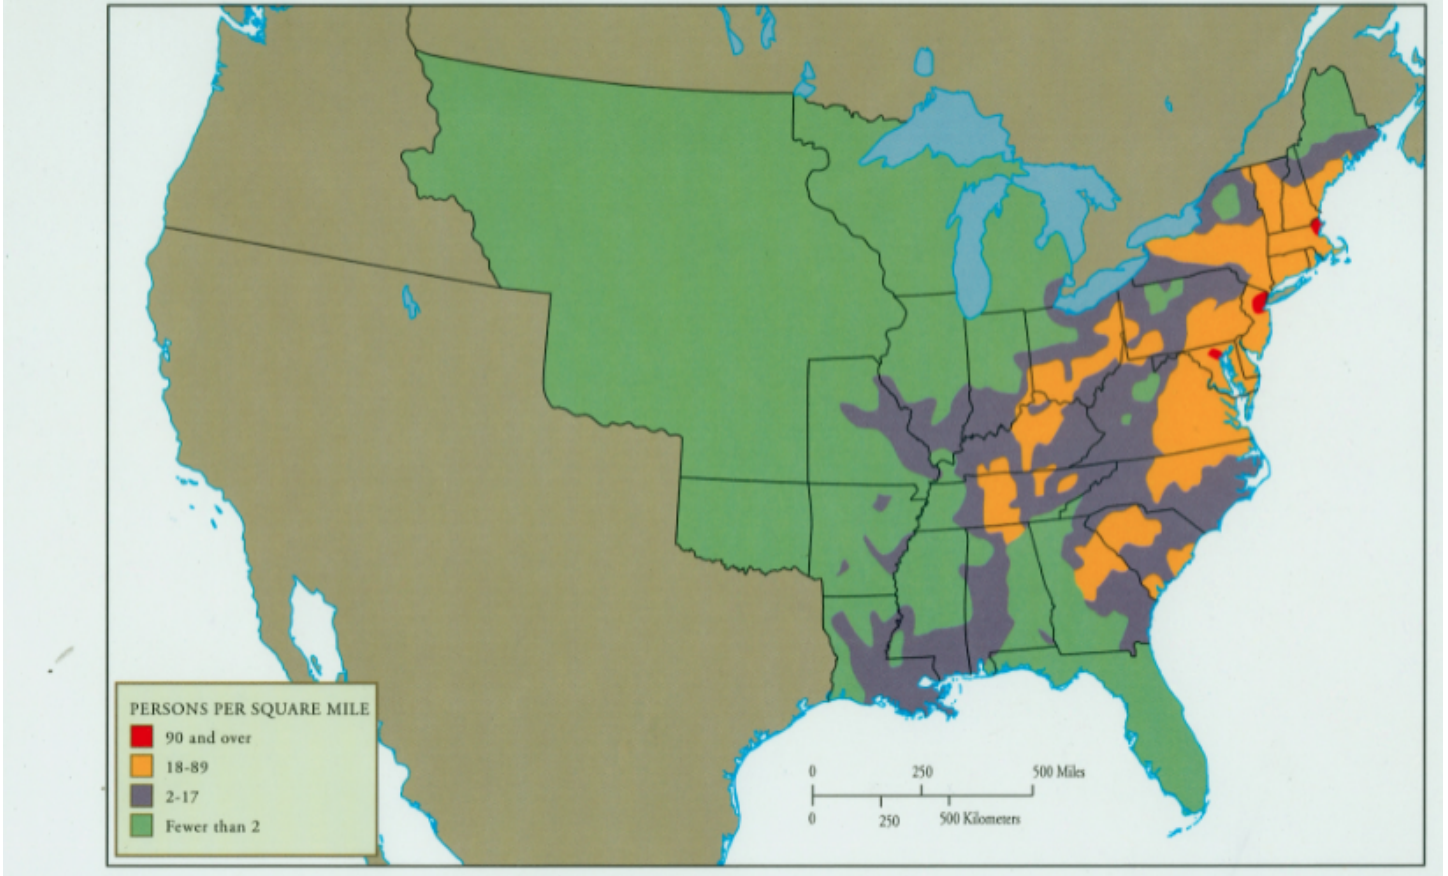 PERSONS PER SQUARE MILE
90 and over
18-89
2-17
Fewer than 2
0 250 500 Miles
0 250 500 Kilometers